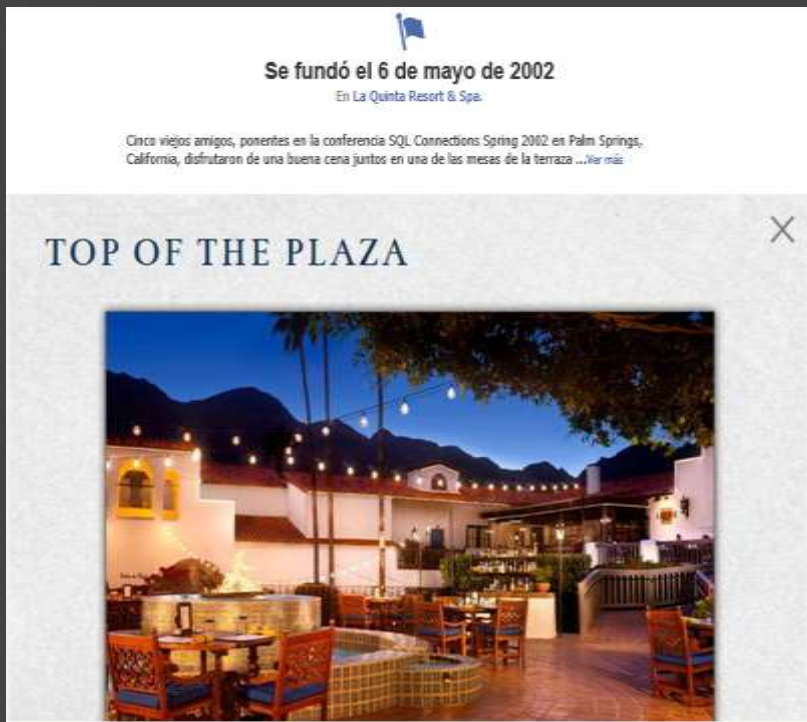 Se fundó el 6 de mayo de 2002
En La Quinta Resort & Spa.
Cinco viejos amigos, ponentes en la conferencia SQL Connections Spring 2002 en Palm Springs,
California, disfrutaron de una buena cena juntos en una de las mesas de la terraza ...Ver más
TOP OF THE PLAZA